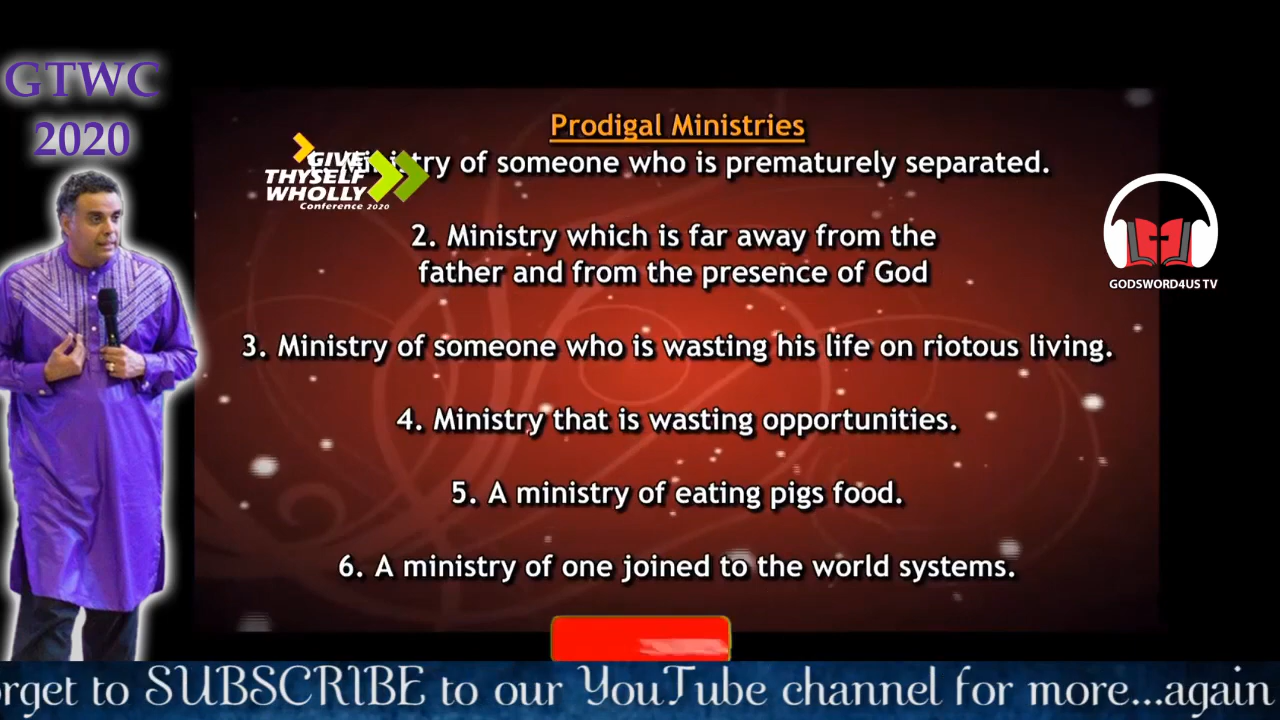 GTWC
2020
Prodigal Ministries
of someone who is prematurely separated.
GIVE
THYSELF
WHOLLY
Conference 2020
2. Ministry which is far away from the
father and from the presence of God
GODSWORD4US TV
3. Ministry of someone who is wasting his life on riotous living.
4. Ministry that is wasting opportunities.
5. A ministry of eating pigs food.
6. A ministry of one joined to the world systems.
to SUBSCRIBE to our YouTube channel for more...again